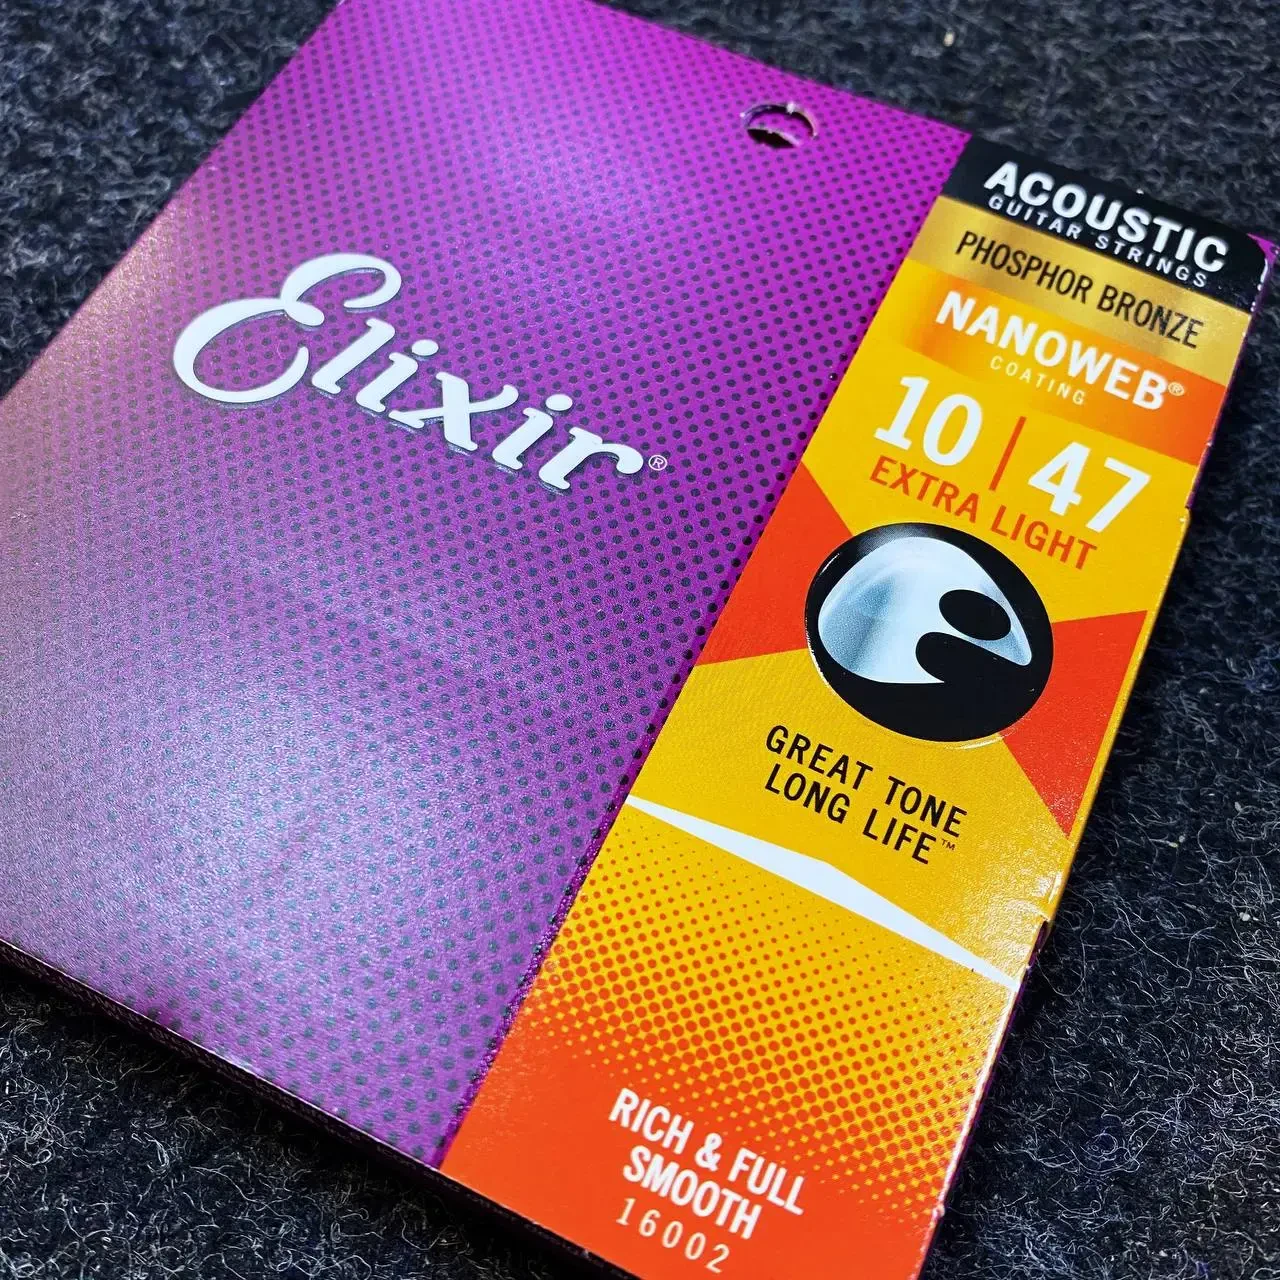 Elixir®
ACOUSTIC
GUITAR STRINGS
PHOSPHOR BRONZE
NANOWEB®
COATING
10 | 47
EXTRA LIGHT
e
GREAT TONE
LONG LIFE™
RICH & FULL
SMOOTH
16002